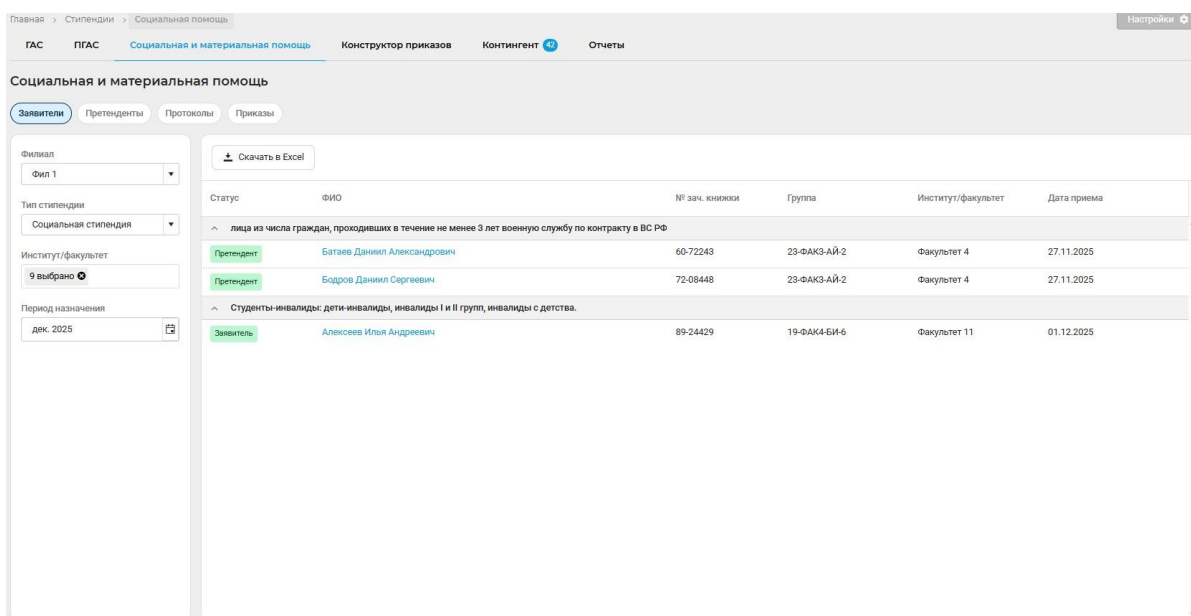 Главная > Стипендии > Социальная помощь
Настройки
ГАС ПГАС Социальная и материальная помощь Конструктор приказов Контингент 42 Отчеты
Социальная и материальная помощь
Заявители Претенденты Протоколы Приказы
Филиал
Фил 1
Тип стипендии
Социальная стипендия
Институт/факультет
9 выбрано
Период назначения
дек. 2025
Скачать в Excel
Статус ФИО № зач. книжки Группа Институт/факультет Дата приема
лица из числа граждан, проходивших в течение не менее 3 лет военную службу по контракту в ВС РФ
Претендент Батаев Даниил Александрович 60-72243 23-ФАК3-АЙ-2 Факультет 4 27.11.2025
Претендент Бодров Даниил Сергеевич 72-08448 23-ФАК3-АЙ-2 Факультет 4 27.11.2025
Студенты-инвалиды: дети-инвалиды, инвалиды I и II групп, инвалиды с детства.
Заявитель Алексеев Илья Андреевич 89-24429 19-ФАК4-БИ-6 Факультет 11 01.12.2025